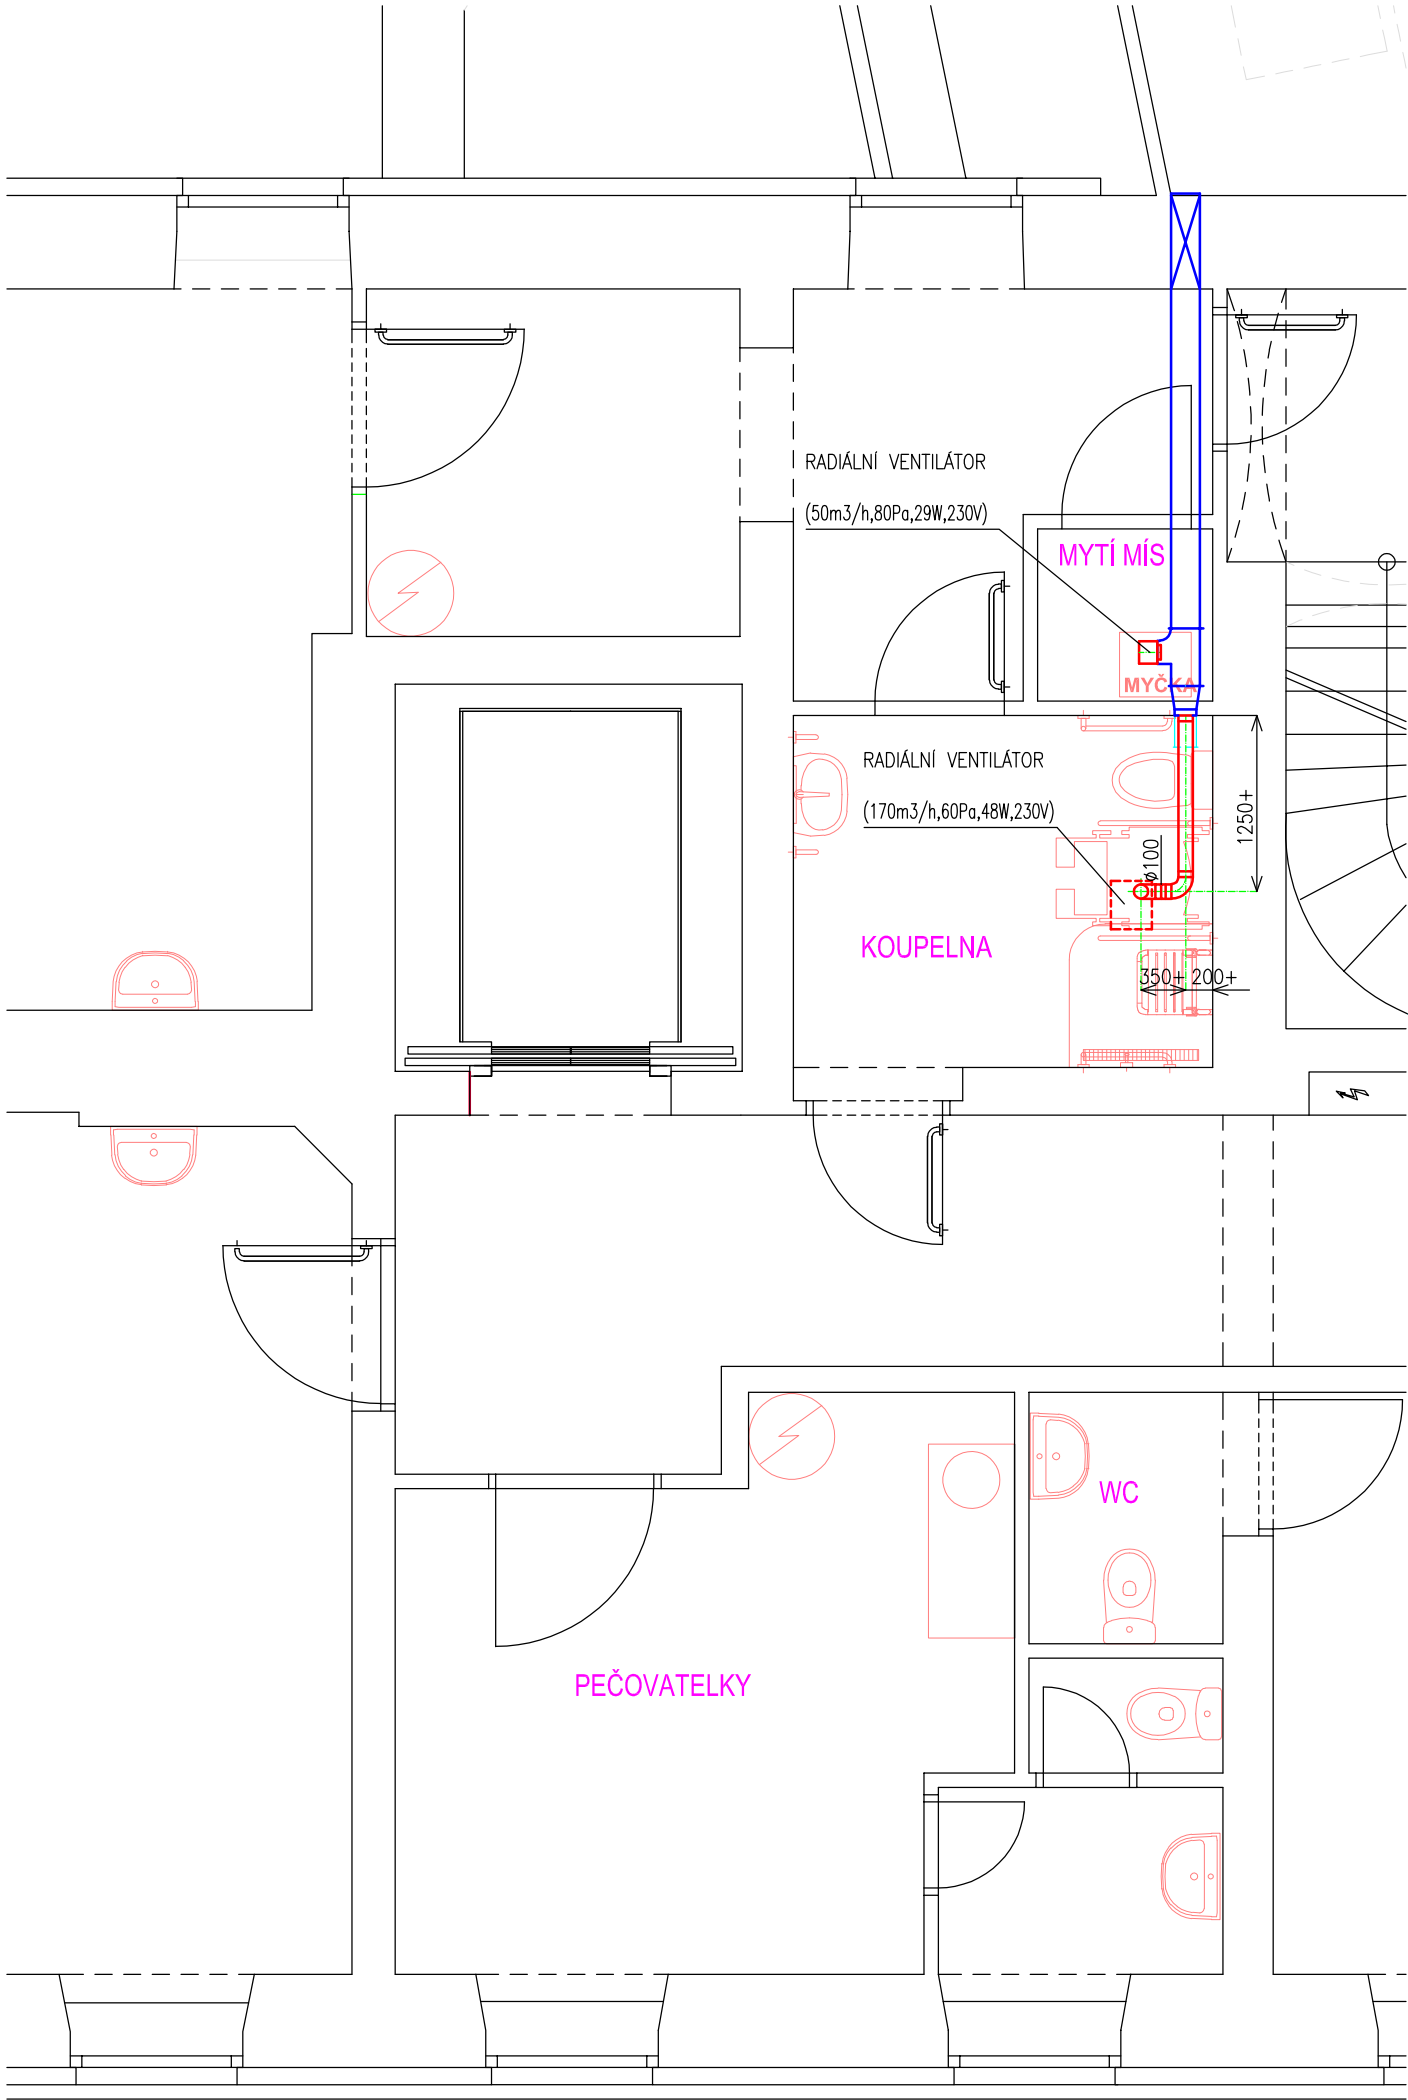 RADIÁLNÍ VENTILÁTOR
(50m3/h,80Pa,29W,230V)
MYTÍ MÍS
MYČKA
RADIÁLNÍ VENTILÁTOR
(170m3/h,60Pa,48W,230V)
1250+
ø100
KOUPELNA
350+ 200+
WC
PEČOVATELKY